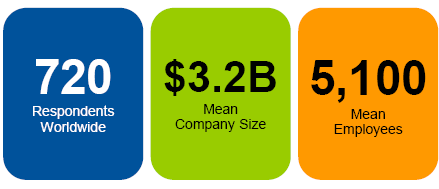 720
Respondents
Worldwide
$3.2B
Mean
Company Size
5,100
Mean
Employees